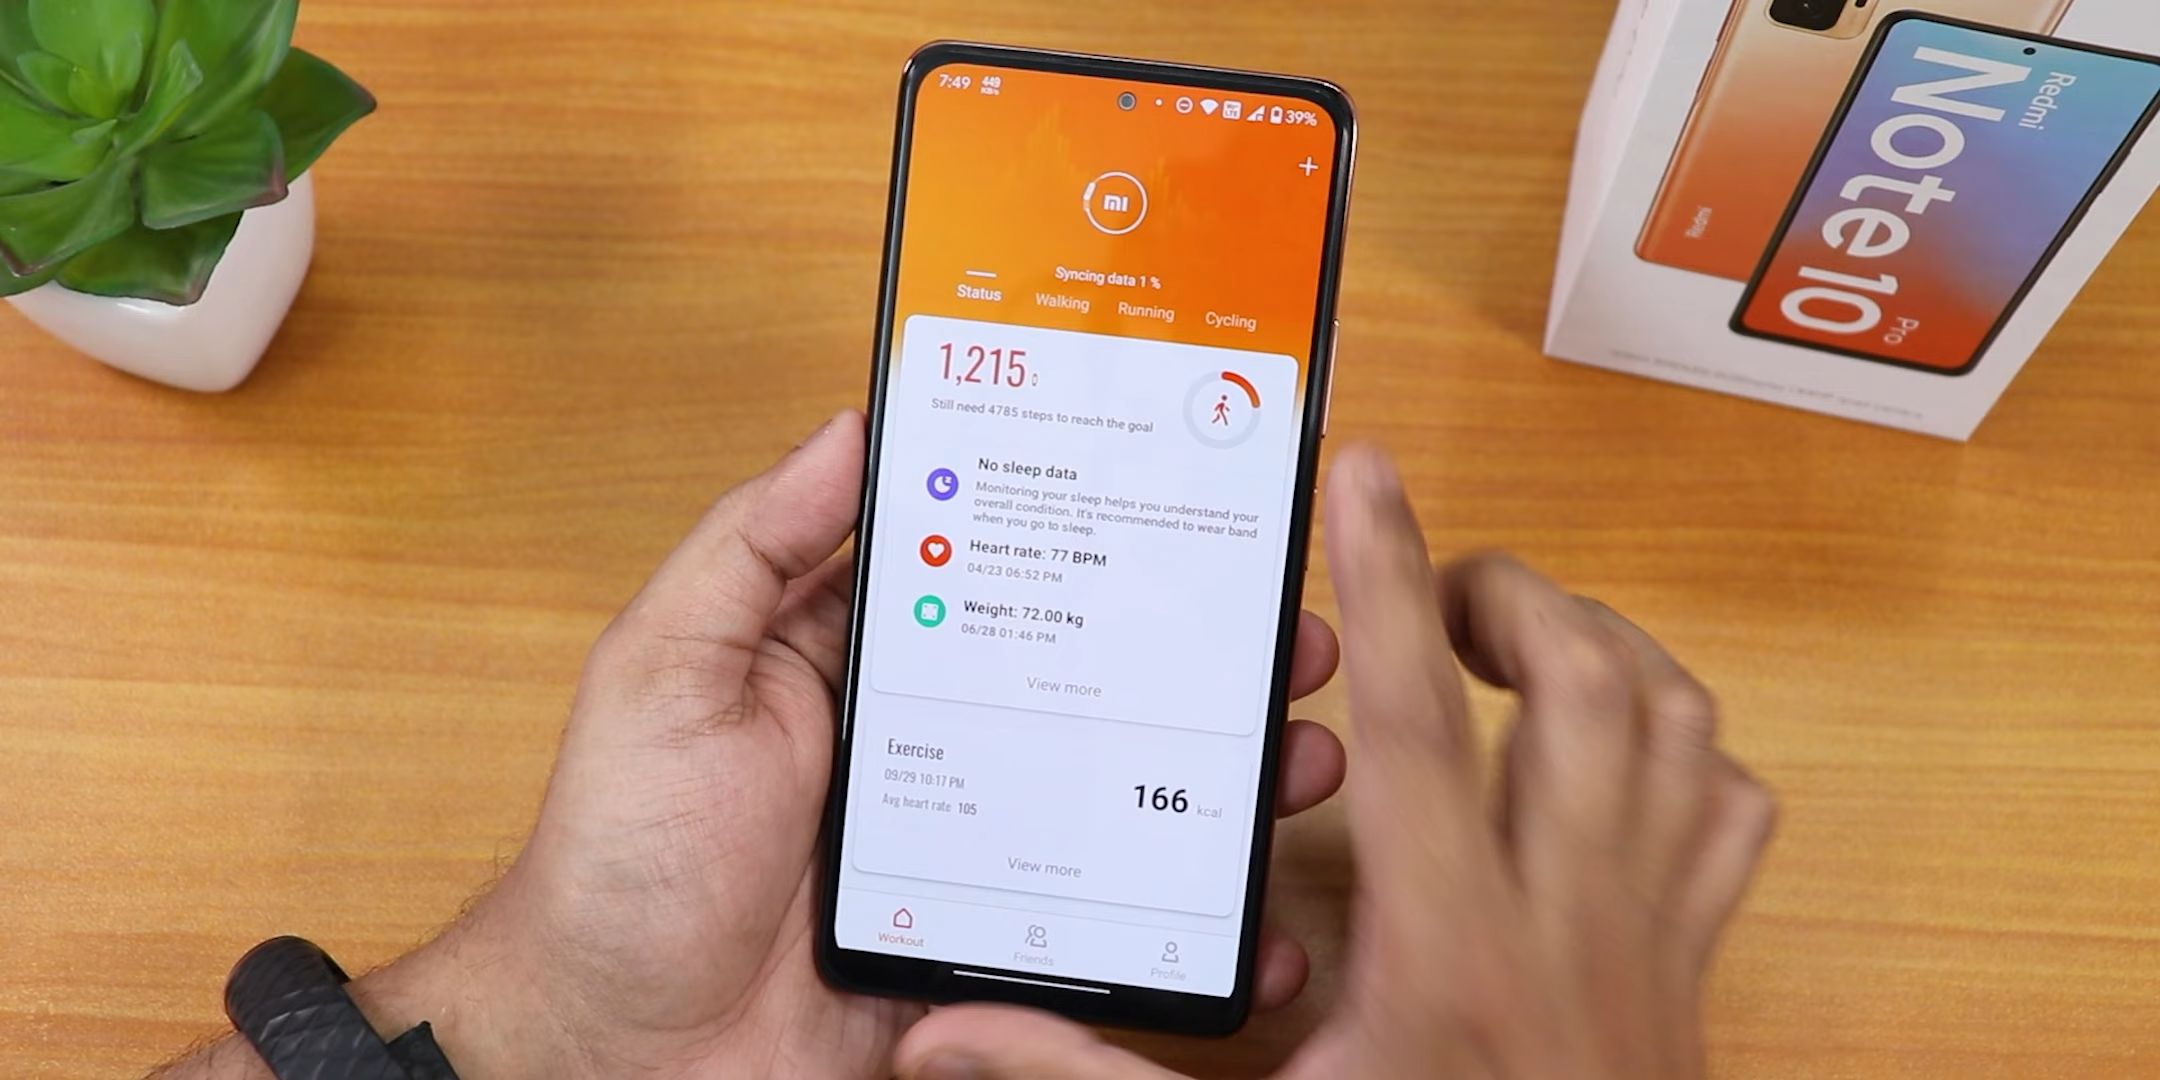 7:49
449
KB/s
39%
mi
Syncing data 1 %
Status
Walking
Running
Cycling
1,215
Still need 4785 steps to reach the goal
No sleep data
Monitoring your sleep helps you understand your
overall condition. It's recommended to wear band
when you go to sleep.
Heart rate: 77 BPM
04/23 06:52 PM
Weight: 72.00 kg
06/28 01:46 PM
View more
Exercise
09/29 10:17 PM
Avg heart rate 105
166 kcal
View more
Workout
Friends
Profile
Redmi
Note 10
Pro
Redmi